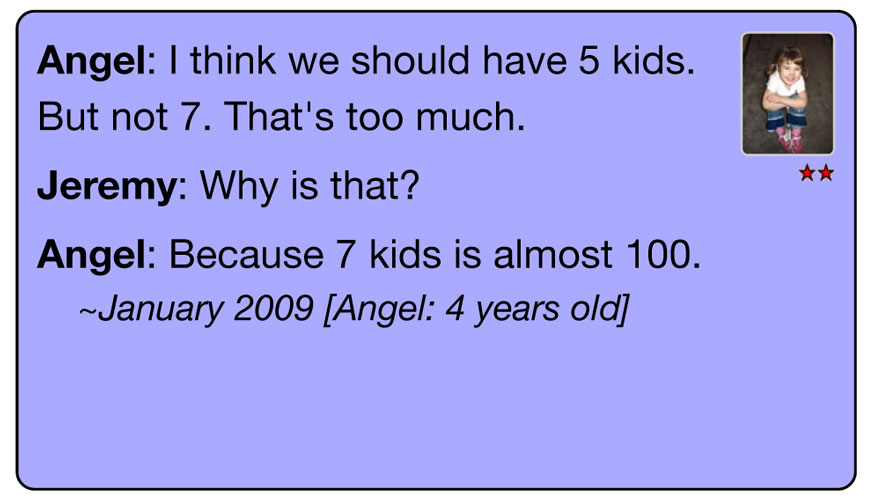 Angel: I think we should have 5 kids.
But not 7. That's too much.
Jeremy: Why is that?
Angel: Because 7 kids is almost 100.
~January 2009 [Angel: 4 years old]